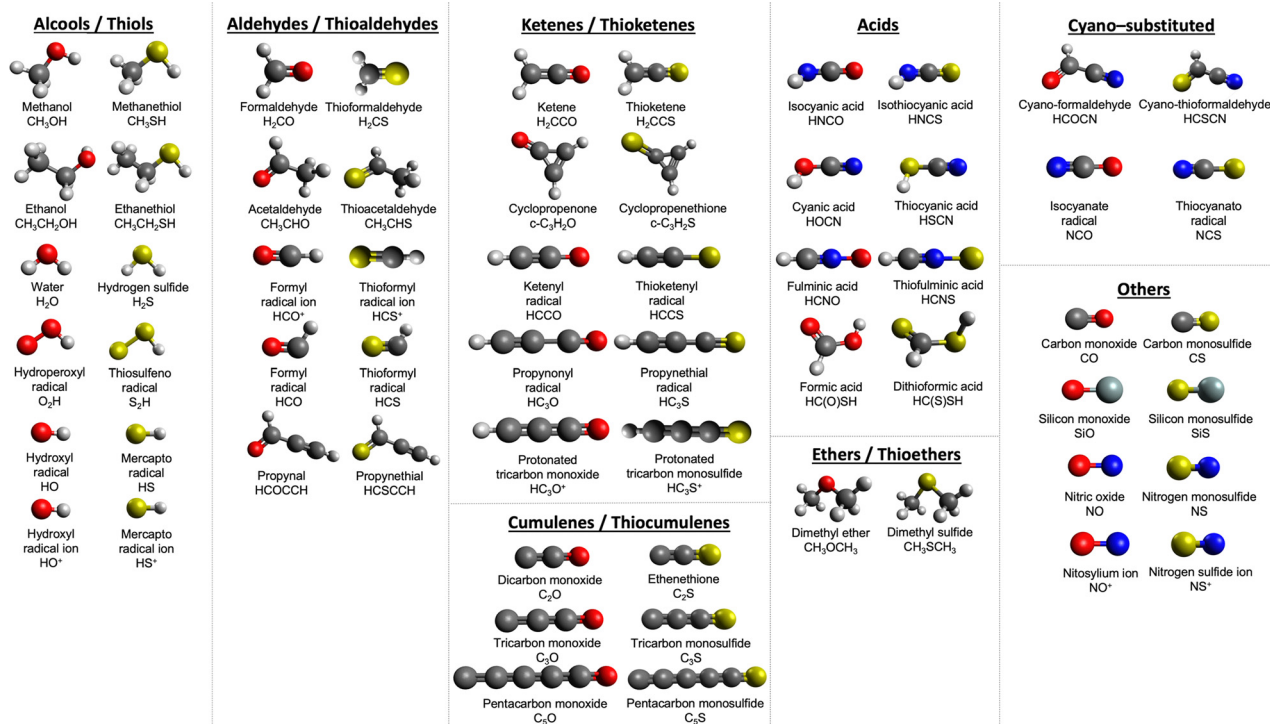 Alcools / Thiols
Methanol
CH₃OH
Methanethiol
CH₃SH
Ethanol
CH₃CH₂OH
Ethanethiol
CH₃CH₂SH
Water
H₂O
Hydrogen sulfide
H₂S
Hydroperoxyl
radical
O₂H
Thiosulfeno
radical
S₂H
Hydroxyl
radical
HO
Mercapto
radical
HS
Hydroxyl
radical ion
HO⁺
Mercapto
radical ion
HS⁺
Aldehydes / Thioaldehydes
Formaldehyde
H₂CO
Thioformaldehyde
H₂CS
Acetaldehyde
CH₃CHO
Thioacetaldehyde
CH₃CHS
Formyl
radical ion
HCO⁺
Thioformyl
radical ion
HCS⁺
Formyl
radical
HCO
Thioformyl
radical
HCS
Propynal
HCOCCH
Propynethial
HCSCCH
Ketenes / Thioketenes
Ketene
H₂CCO
Thioketene
H₂CCS
Cyclopropenone
c-C₃H₂O
Cyclopropenethione
c-C₃H₂S
Ketenyl
radical
HCCO
Thioketenyl
radical
HCCS
Propynonyl
radical
HC₃O
Propynethial
radical
HC₃S
Protonated
tricarbon monoxide
HC₃O⁺
Protonated
tricarbon monosulfide
HC₃S⁺
Cumulenes / Thiocumulenes
Dicarbon monoxide
C₂O
Ethenethione
C₂S
Tricarbon monoxide
C₃O
Tricarbon monosulfide
C₃S
Pentacarbon monoxide
C₅O
Pentacarbon monosulfide
C₅S
Acids
Isocyanic acid
HNCO
Isothiocyanic acid
HNCS
Cyanic acid
HOCN
Thiocyanic acid
HSCN
Fulminic acid
HCNO
Thiofulminic acid
HCNS
Formic acid
HC(O)SH
Dithioformic acid
HC(S)SH
Ethers / Thioethers
Dimethyl ether
CH₃OCH₃
Dimethyl sulfide
CH₃SCH₃
Cyano–substituted
Cyano-formaldehyde
HCOCN
Cyano-thioformaldehyde
HCSCN
Isocyanate
radical
NCO
Thiocyanato
radical
NCS
Others
Carbon monoxide
CO
Carbon monosulfide
CS
Silicon monoxide
SiO
Silicon monosulfide
SiS
Nitric oxide
NO
Nitrogen monosulfide
NS
Nitosylium ion
NO⁺
Nitrogen sulfide ion
NS⁺